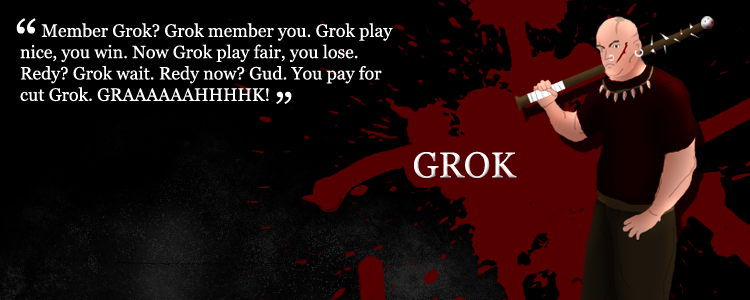 “ Member Grok? Grok member you. Grok play
nice, you win. Now Grok play fair, you lose.
Redy? Grok wait. Redy now? Gud. You pay for
cut Grok. GRAAAAAAHHHHK! ”
GROK